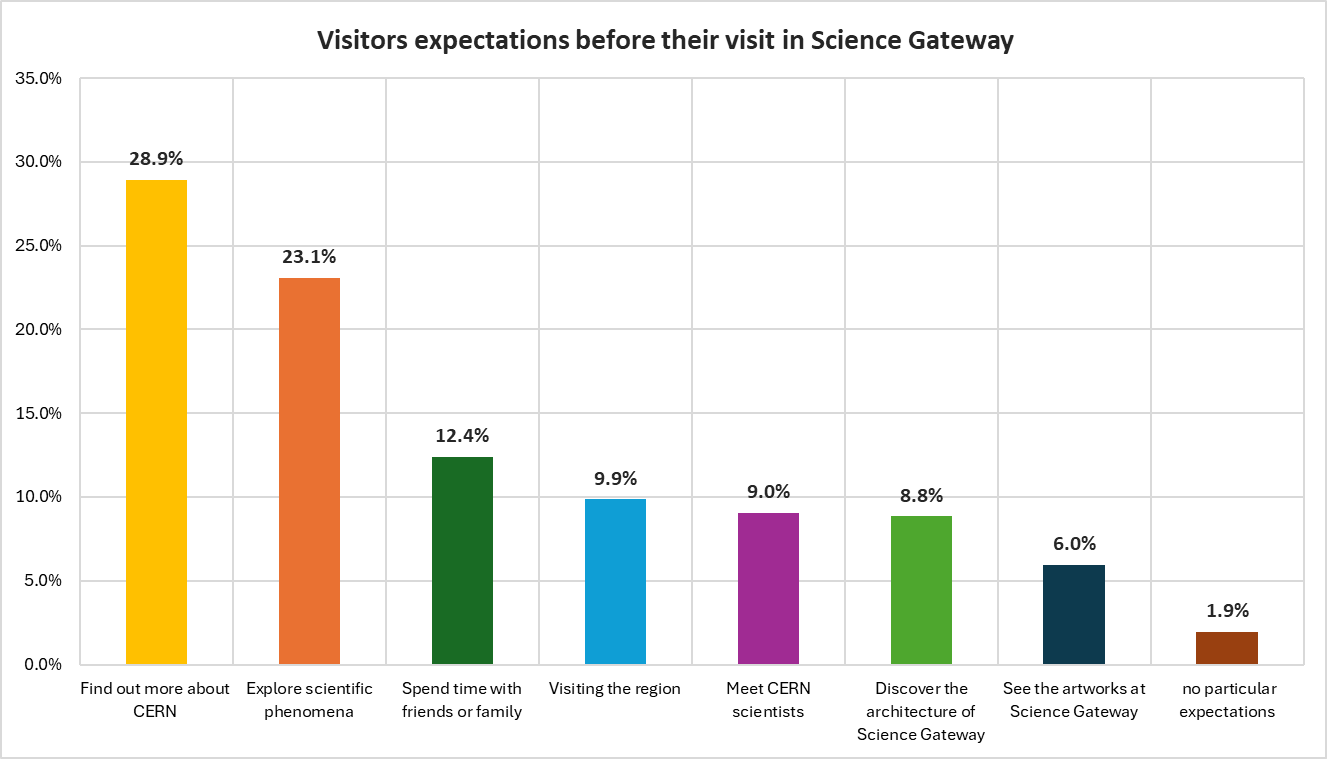 Visitors expectations before their visit in Science Gateway
35.0%
30.0%
25.0%
20.0%
15.0%
10.0%
5.0%
0.0%
28.9%
23.1%
12.4%
9.9%
9.0%
8.8%
6.0%
1.9%
Find out more about
CERN
Explore scientific
phenomena
Spend time with
friends or family
Visiting the region
Meet CERN
scientists
Discover the
architecture of
Science Gateway
See the artworks at
Science Gateway
no particular
expectations